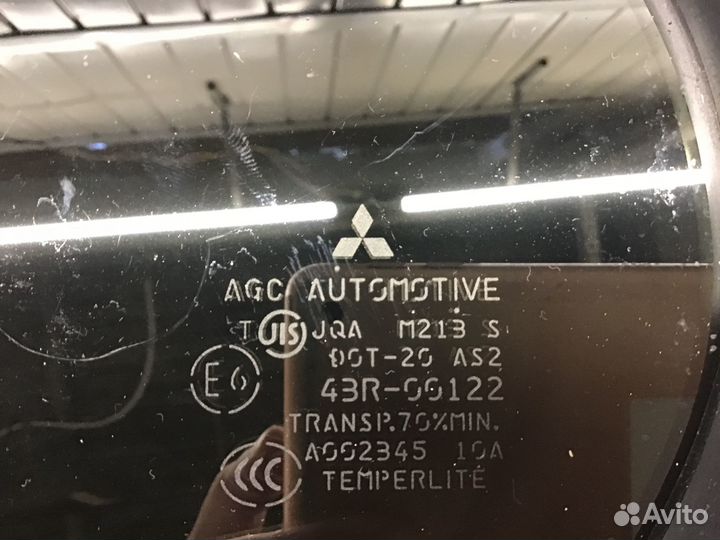 AGC AUTOMOTIVE
T JIS JQA M213 S
DOT-20 AS2
E6 43R-00122
TRANSP.70%MIN.
CCC A002345 10A
TEMPERLITE
Avito